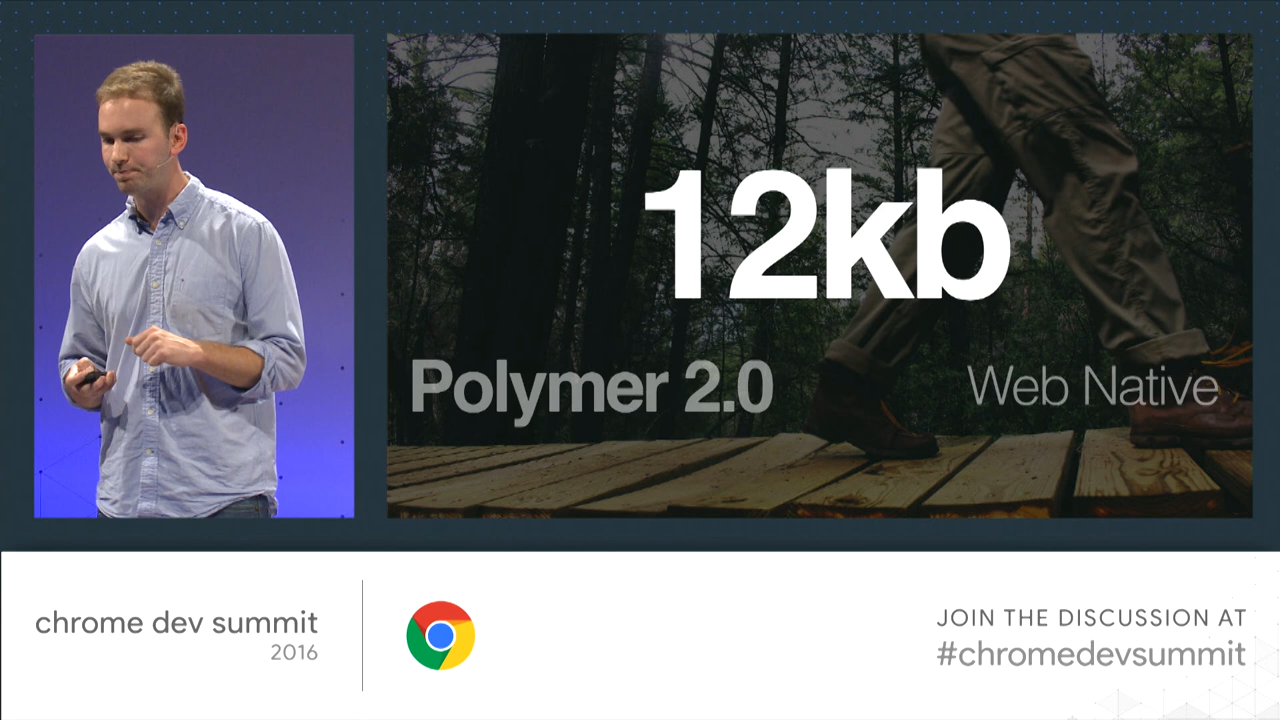 12kb
Polymer 2.0
Web Native
chrome dev summit
2016
JOIN THE DISCUSSION AT
#chromedevsummit